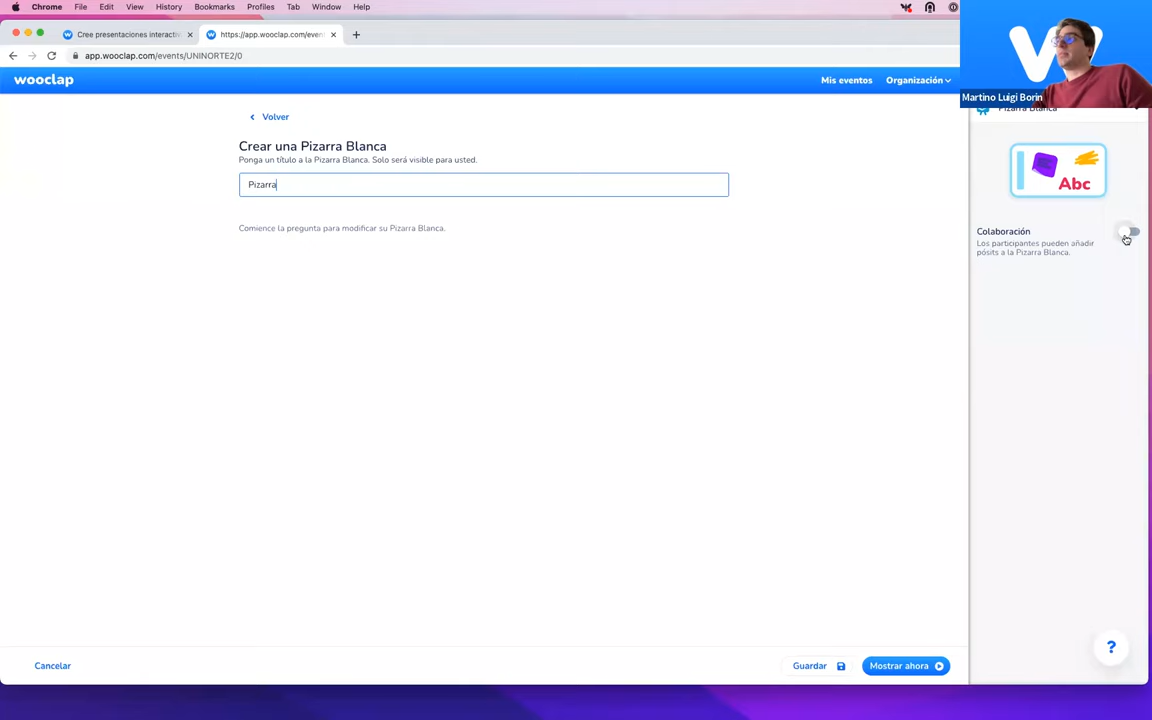 Chrome File Edit View History Bookmarks Profiles Tab Window Help
Cree presentaciones interactiv
https://app.wooclap.com/even
app.wooclap.com/events/UNINORTE2/0
wooclap
Mis eventos
Organización
Martino Luigi Borin
Volver
Pizarra Blanca
Crear una Pizarra Blanca
Ponga un título a la Pizarra Blanca. Solo será visible para usted.
Pizarra
Abc
Comience la pregunta para modificar su Pizarra Blanca.
Colaboración
Los participantes pueden añadir
pósits a la Pizarra Blanca.
?
Cancelar
Guardar
Mostrar ahora